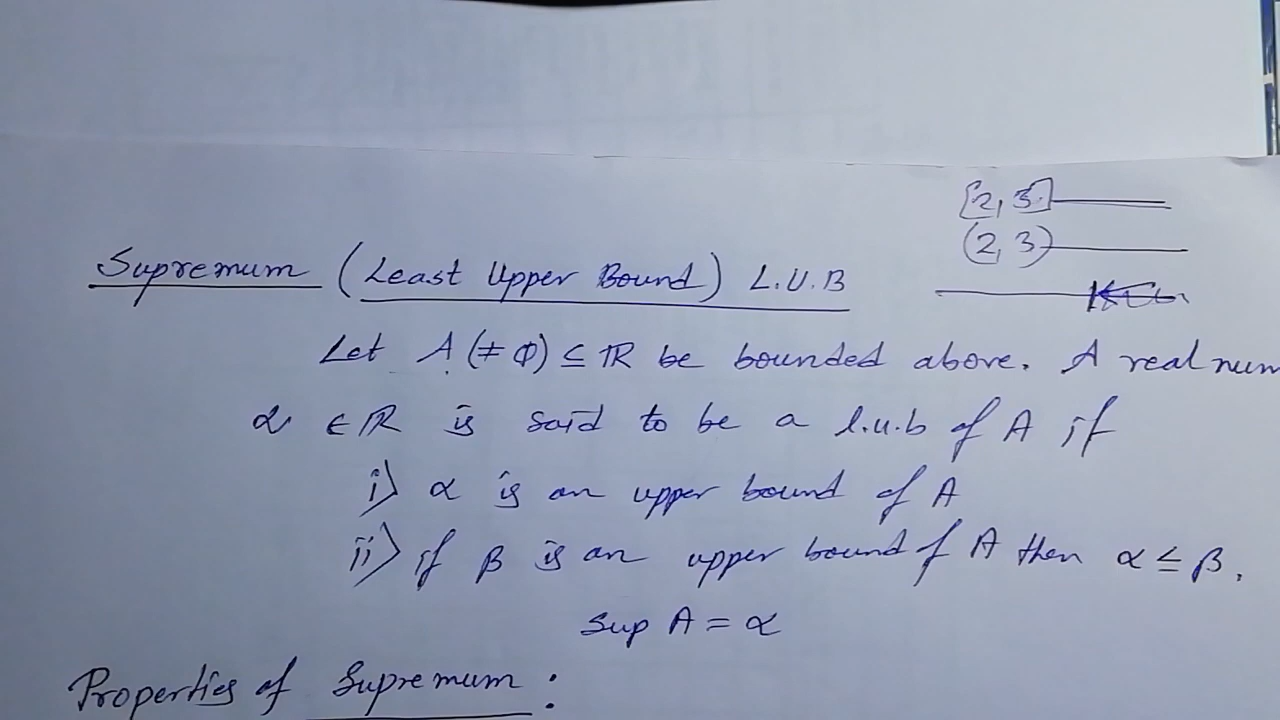 [2, 3]
(2, 3)
Supremum (Least Upper Bound) L.U.B
Let A (≠ φ) ⊆ ℝ be bounded above. A real num
α ∈ ℝ is said to be a l.u.b of A if
i) α is an upper bound of A
ii) if β is an upper bound of A then α ≤ β.
Sup A = α
Properties of Supremum :